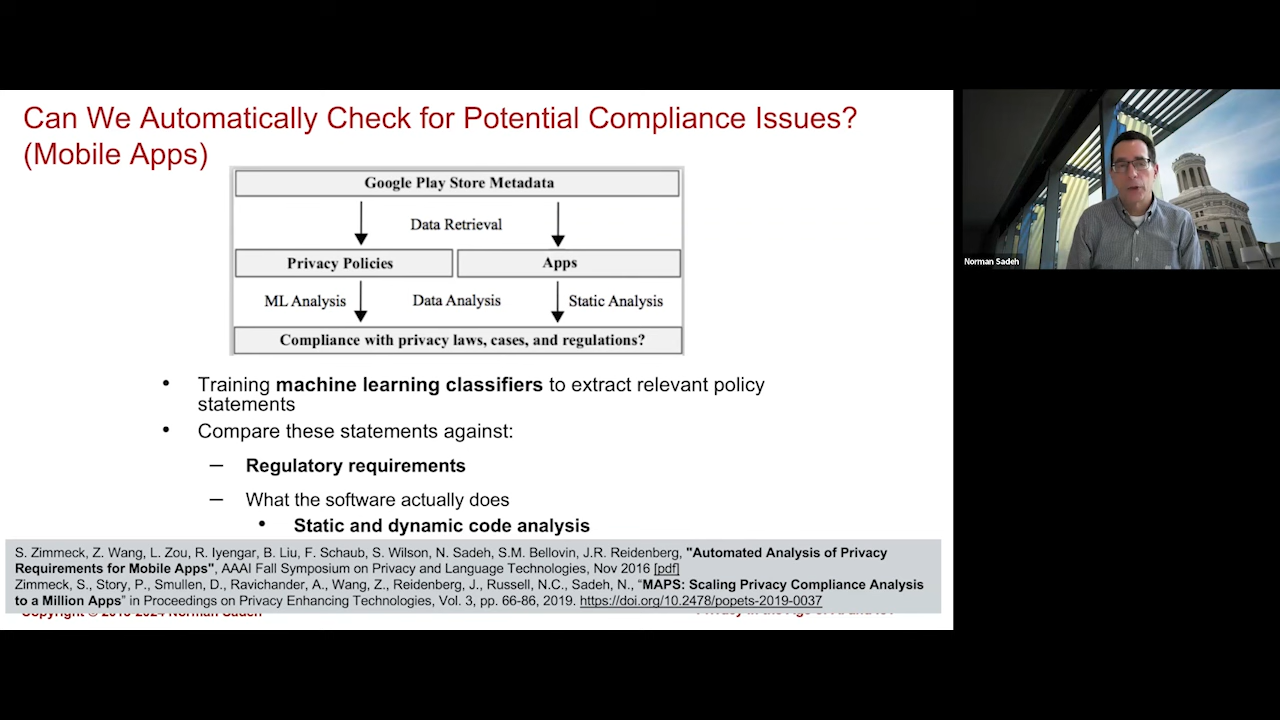 Can We Automatically Check for Potential Compliance Issues?
(Mobile Apps)
Google Play Store Metadata
Data Retrieval
Privacy Policies
Apps
ML Analysis
Data Analysis
Static Analysis
Compliance with privacy laws, cases, and regulations?
• Training machine learning classifiers to extract relevant policy
statements
• Compare these statements against:
– Regulatory requirements
– What the software actually does
• Static and dynamic code analysis
S. Zimmeck, Z. Wang, L. Zou, R. Iyengar, B. Liu, F. Schaub, S. Wilson, N. Sadeh, S.M. Bellovin, J.R. Reidenberg, "Automated Analysis of Privacy
Requirements for Mobile Apps", AAAI Fall Symposium on Privacy and Language Technologies, Nov 2016 [pdf]
Zimmeck, S., Story, P., Smullen, D., Ravichander, A., Wang, Z., Reidenberg, J., Russell, N.C., Sadeh, N., “MAPS: Scaling Privacy Compliance Analysis
to a Million Apps” in Proceedings on Privacy Enhancing Technologies, Vol. 3, pp. 66-86, 2019. https://doi.org/10.2478/popets-2019-0037
Norman Sadeh